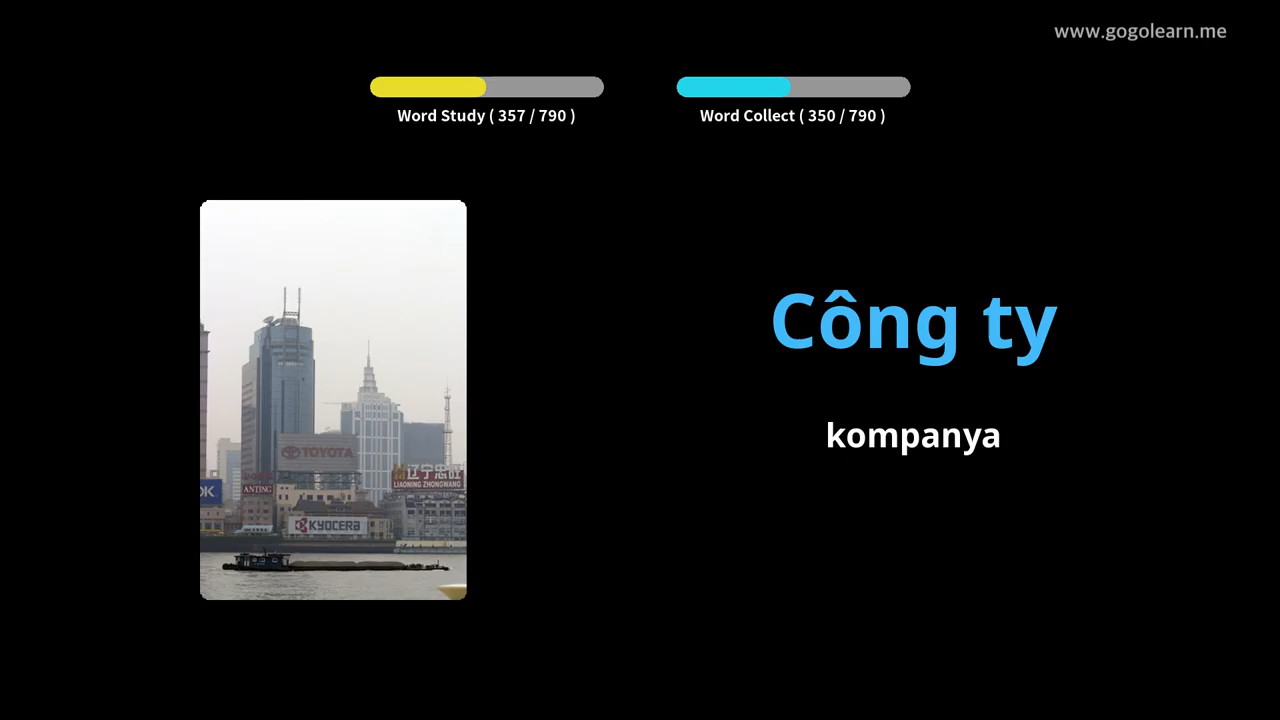 www.gogolearn.me
Word Study ( 357 / 790 )
Word Collect ( 350 / 790 )
Công ty
kompanya
TOYOTA
辽宁忠旺
LIAONING ZHONGWANG
OK
ANTING
KYOCERA